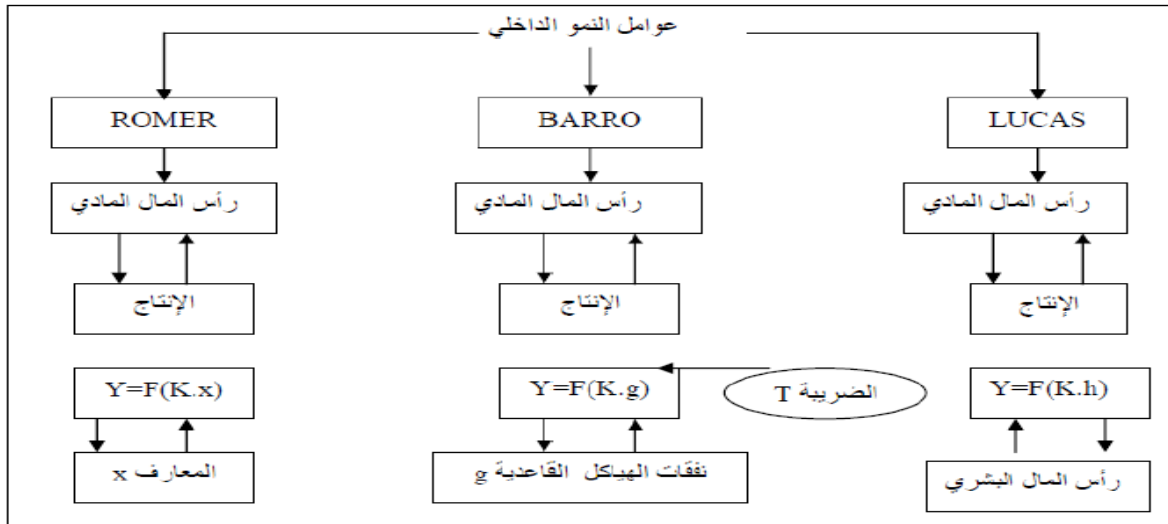 عوامل النمو الداخلي
ROMER
BARRO
LUCAS
رأس المال المادي
رأس المال المادي
رأس المال المادي
الإنتاج
الإنتاج
الإنتاج
Y=F(K.x)
Y=F(K.g)
الضريبة T
Y=F(K.h)
المعارف x
نفقات الهياكل القاعدية g
رأس المال البشري